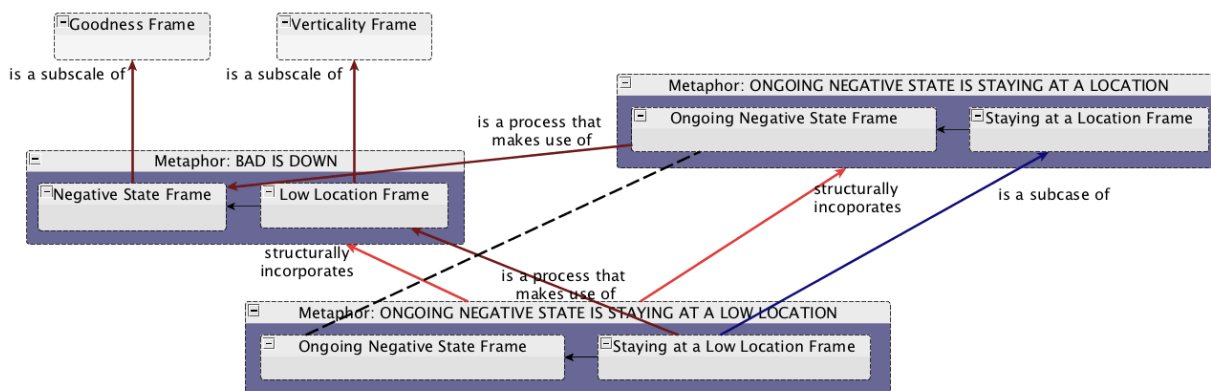 Goodness Frame
Verticality Frame
is a subscale of
is a subscale of
Metaphor: ONGOING NEGATIVE STATE IS STAYING AT A LOCATION
Ongoing Negative State Frame
Staying at a Location Frame
is a process that
makes use of
Metaphor: BAD IS DOWN
Negative State Frame
Low Location Frame
structurally
incoporates
is a subcase of
structurally
incorporates
is a process that
makes use of
Metaphor: ONGOING NEGATIVE STATE IS STAYING AT A LOW LOCATION
Ongoing Negative State Frame
Staying at a Low Location Frame